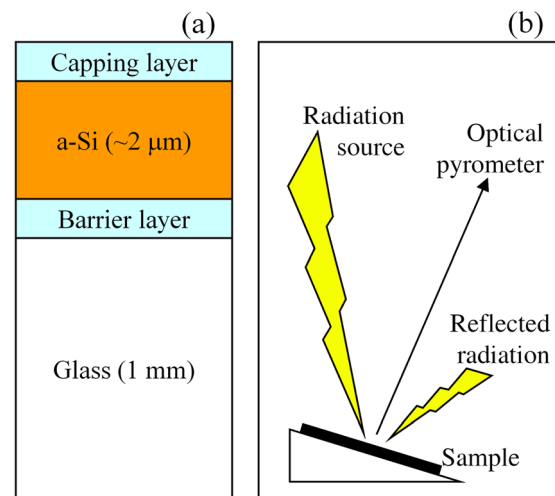 (a)
Capping layer
a-Si (~2 μm)
Barrier layer
Glass (1 mm)
(b)
Radiation
source
Optical
pyrometer
Reflected
radiation
Sample